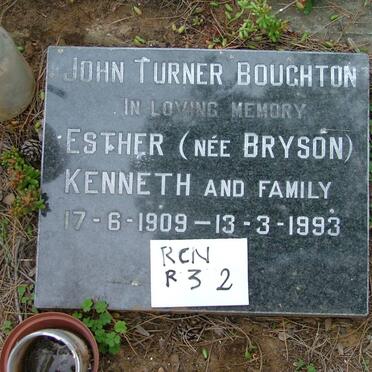 JOHN TURNER BOUGHTON
IN LOVING MEMORY
ESTHER (NÉE BRYSON)
KENNETH AND FAMILY
17-6-1909–13-3-1993
RCN
R32